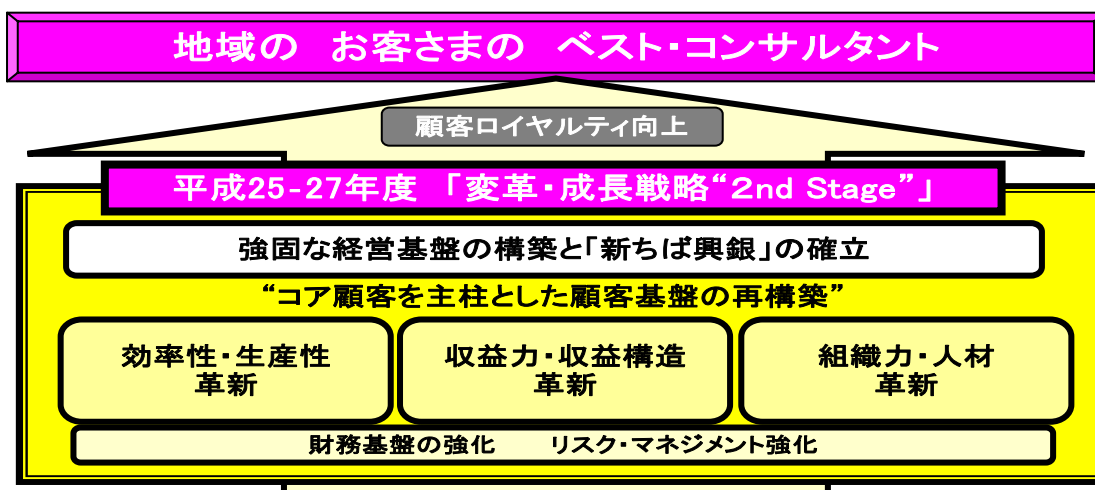 地域の お客さまの ベスト・コンサルタント
顧客ロイヤルティ向上
平成25-27年度 「変革・成長戦略“2nd Stage”」
強固な経営基盤の構築と「新ちば興銀」の確立
“コア顧客を主柱とした顧客基盤の再構築”
効率性・生産性
革新
収益力・収益構造
革新
組織力・人材
革新
財務基盤の強化 リスク・マネジメント強化